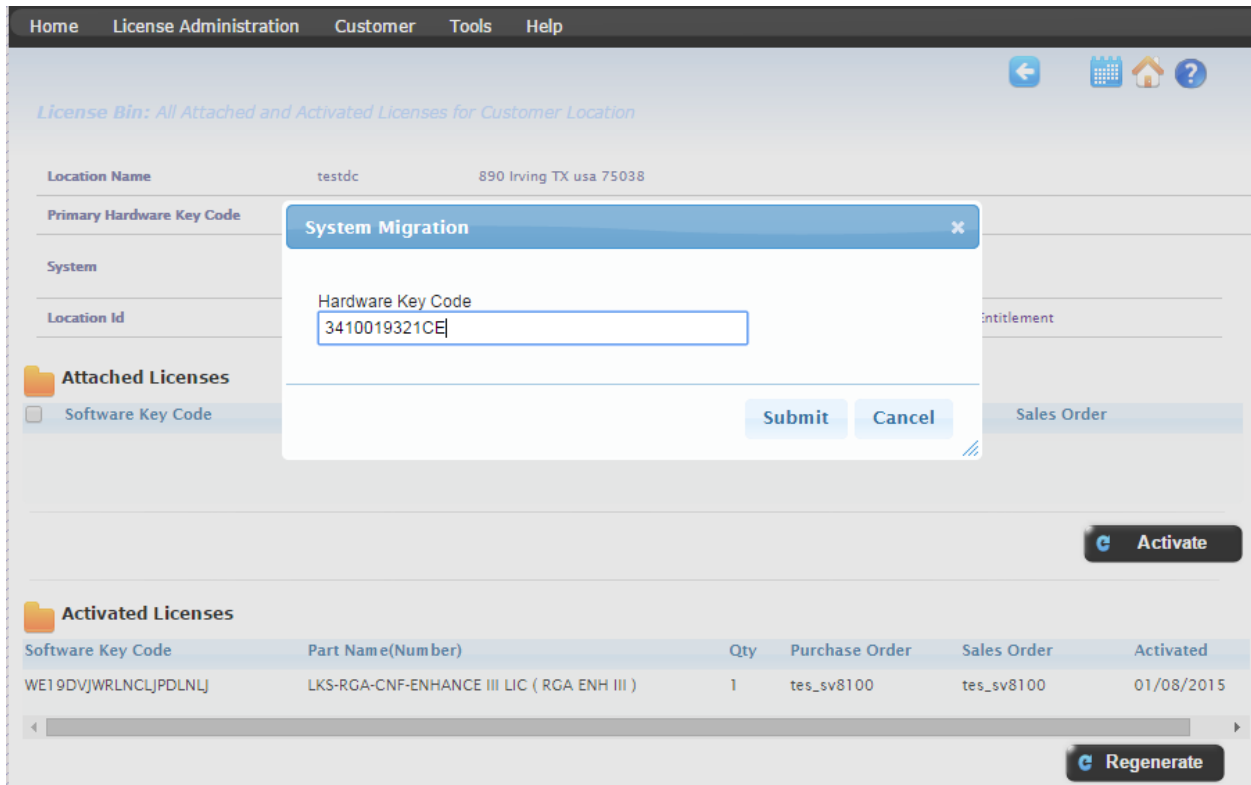 Home License Administration Customer Tools Help
License Bin: All Attached and Activated Licenses for Customer Location
Location Name testdc 890 Irving TX usa 75038
Primary Hardware Key Code
System Migration
System
Hardware Key Code
3410019321CE
Location Id Entitlement
Attached Licenses
Submit Cancel
Software Key Code Sales Order
Activate
Activated Licenses
Software Key Code Part Name(Number) Qty Purchase Order Sales Order Activated
WE19DVJWRLNCLJPDLNLJ LKS-RGA-CNF-ENHANCE III LIC ( RGA ENH III ) 1 tes_sv8100 tes_sv8100 01/08/2015
Regenerate